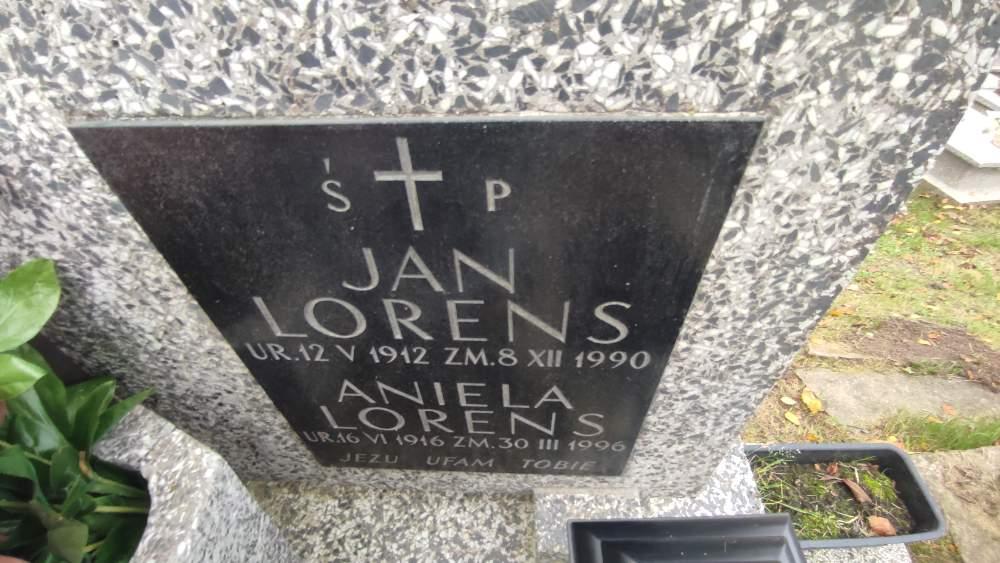 Ś P
JAN
LORENS
UR.12 V 1912 ZM.8 XII 1990
ANIELA
LORENS
UR.16 VI 1916 ZM.30 III 1996
JEZU UFAM TOBIE